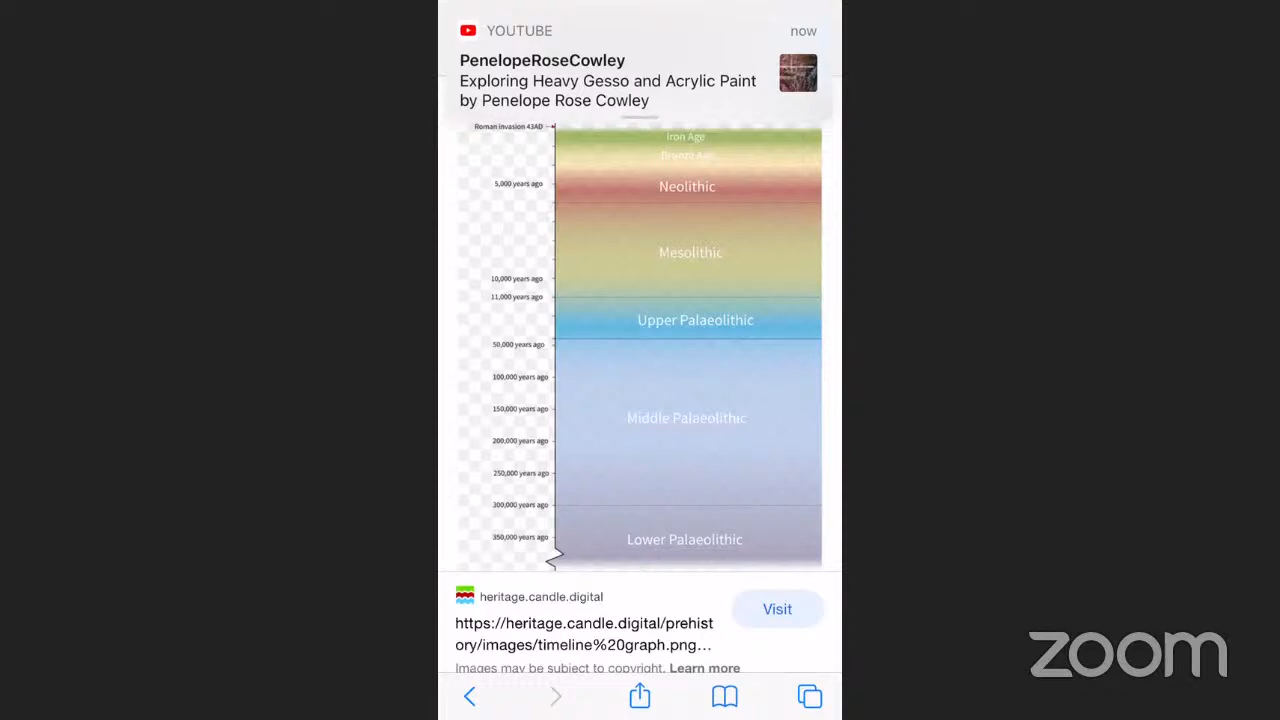 YOUTUBE now
PenelopeRoseCowley
Exploring Heavy Gesso and Acrylic Paint
by Penelope Rose Cowley
Roman invasion 43AD
Iron Age
Bronze Age
5,000 years ago
Neolithic
Mesolithic
10,000 years ago
11,000 years ago
Upper Palaeolithic
50,000 years ago
100,000 years ago
150,000 years ago
Middle Palaeolithic
200,000 years ago
250,000 years ago
300,000 years ago
350,000 years ago
Lower Palaeolithic
heritage.candle.digital
Visit
https://heritage.candle.digital/prehist
ory/images/timeline%20graph.png...
Images may be subject to copyright. Learn more
zoom